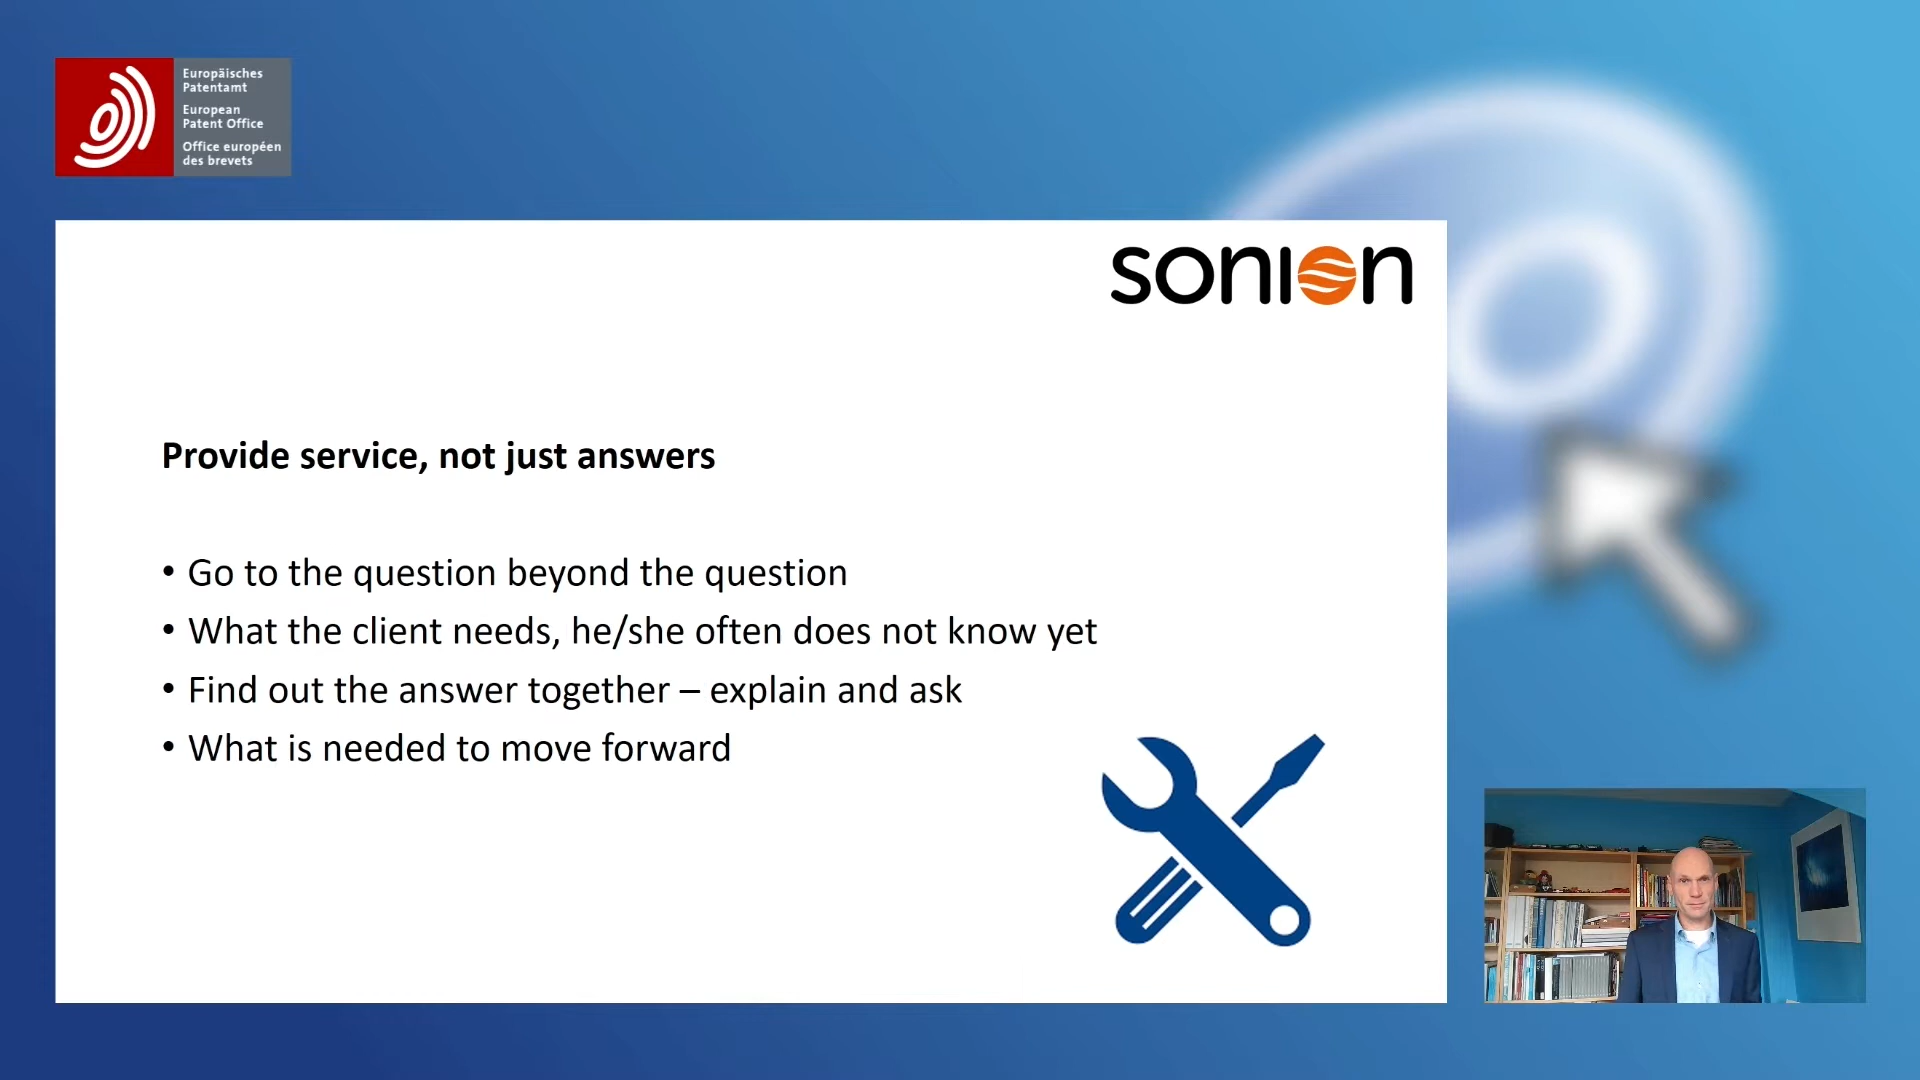 Europäisches
Patentamt
European
Patent Office
Office européen
des brevets
sonion
Provide service, not just answers
• Go to the question beyond the question
• What the client needs, he/she often does not know yet
• Find out the answer together – explain and ask
• What is needed to move forward